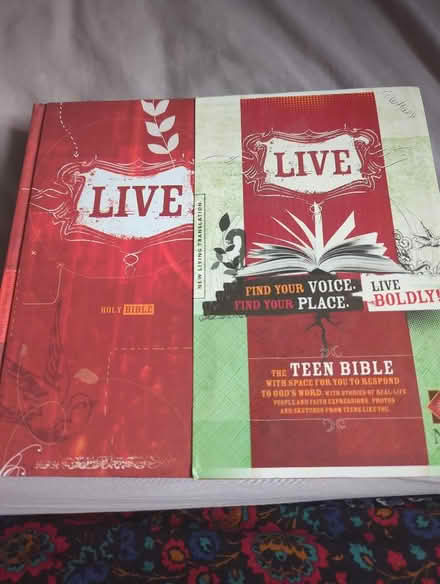 LIVE
HOLY BIBLE
NEW LIVING TRANSLATION
LIVE
FIND YOUR VOICE.
FIND YOUR PLACE.
LIVE
BOLDLY!
THE TEEN BIBLE
WITH SPACE FOR YOU TO RESPOND
TO GOD'S WORD, WITH STORIES OF REAL-LIFE
PEOPLE AND FAITH EXPRESSIONS, PHOTOS
AND SKETCHES FROM TEENS LIKE YOU.